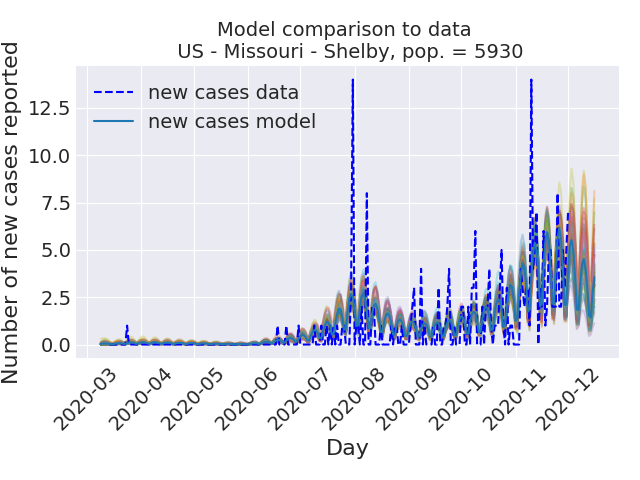 Model comparison to data
US - Missouri - Shelby, pop. = 5930
Number of new cases reported
12.5
10.0
7.5
5.0
2.5
0.0
new cases data
new cases model
2020-03
2020-04
2020-05
2020-06
2020-07
2020-08
2020-09
2020-10
2020-11
2020-12
Day